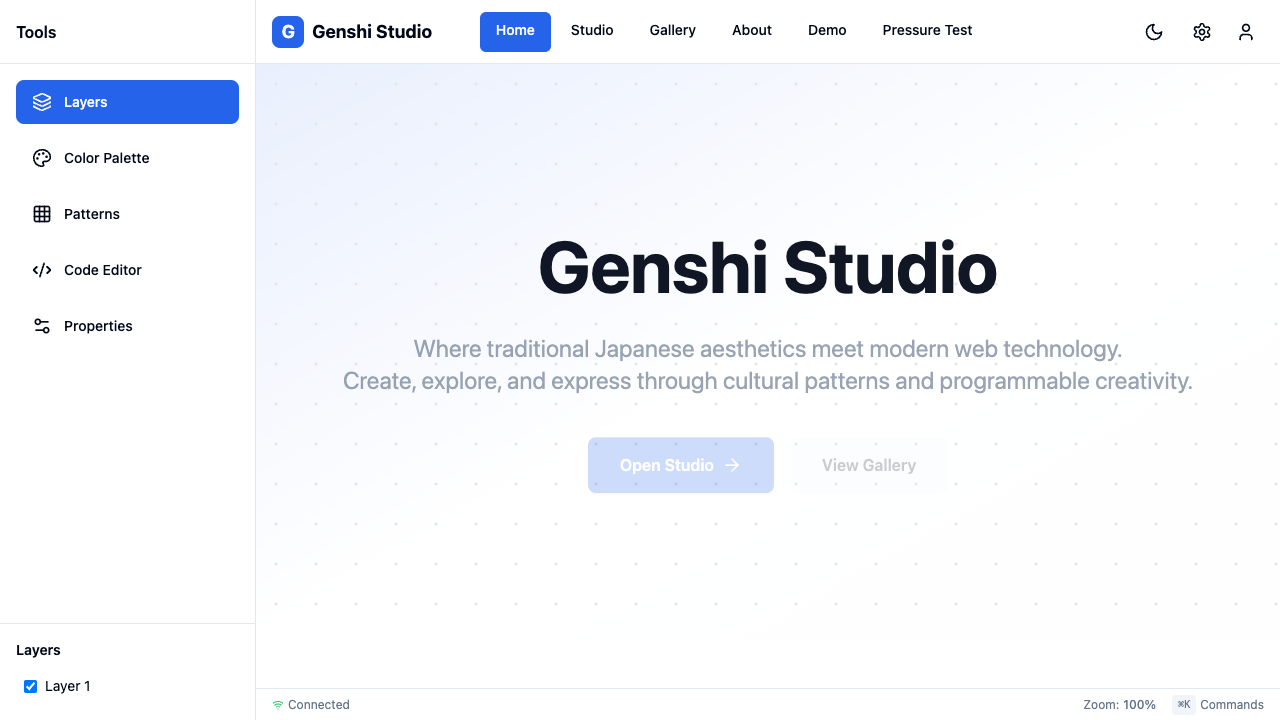 Tools
G Genshi Studio
Home Studio Gallery About Demo Pressure Test
Layers
Color Palette
Patterns
Code Editor
Properties
Genshi Studio
Where traditional Japanese aesthetics meet modern web technology.
Create, explore, and express through cultural patterns and programmable creativity.
Open Studio View Gallery
Layers
Layer 1
Connected
Zoom: 100% ⌘K Commands